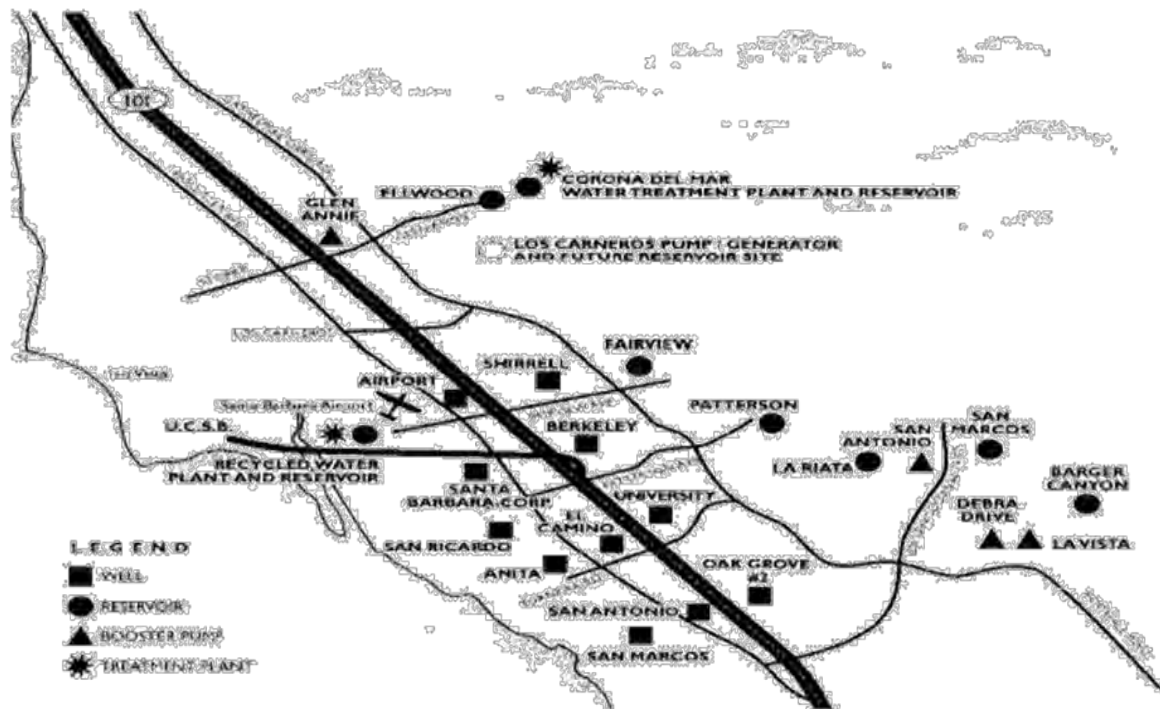 101
ELLWOOD
CORONA DEL MAR
WATER TREATMENT PLANT AND RESERVOIR
GLEN
ANNIE
LOS CARNEROS PUMP / GENERATOR
AND FUTURE RESERVOIR SITE
LOS CARNEROS
FAIRVIEW
SHIRRELL
AIRPORT
Santa Barbara Airport
U.C.S.B.
BERKELEY
PATTERSON
SAN
ANTONIO
SAN
MARCOS
LA RIATA
BARGER
CANYON
RECYCLED WATER
PLANT AND RESERVOIR
SANTA
BARBARA CORP.
UNIVERSITY
EL
CAMINO
DEBRA
DRIVE
LA VISTA
SAN RICARDO
ANITA
OAK GROVE
#2
SAN ANTONIO
SAN MARCOS
LEGEND
WELL
RESERVOIR
BOOSTER PUMP
TREATMENT PLANT